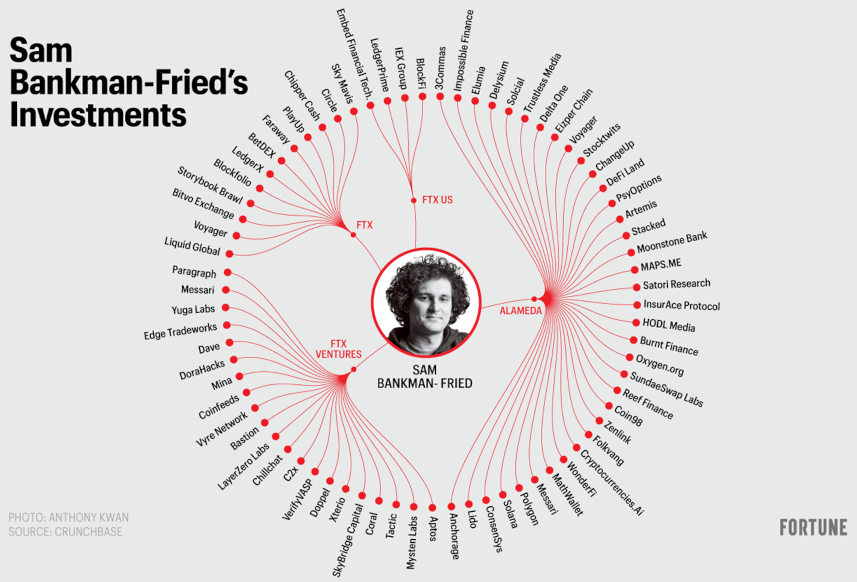 Sam
Bankman-Fried's
Investments
Embed Financial Tech.
LedgerPrime
IEX Group
BlockFi
3Commas
Impossible Finance
Elumia
Delysium
Solcial
Trustless Media
Delta One
Elzper Chain
Voyager
Stocktwits
ChangeUp
DeFi Land
PsyOptions
Artemis
Stacked
Moonstone Bank
MAPS.ME
Satori Research
InsurAce Protocol
HODL Media
Burnt Finance
Oxygen.org
SundaeSwap Labs
Reef Finance
Coin98
Zenlink
Folkvang
Cryptocurrencies.Ai
WonderFi
MathWallet
Messari
Polygon
Solana
ConsenSys
Lido
Anchorage
Aptos
Mysten Labs
Tactic
Coral
SkyBridge Capital
Xterio
Doppel
VerifyVASP
C2x
Chillchat
LayerZero Labs
Bastion
Vyre Network
Coinfeeds
Mina
DoraHacks
Dave
Edge Tradeworks
Yuga Labs
Messari
Paragraph
Liquid Global
Voyager
Bitvo Exchange
Storybook Brawl
Blockfolio
LedgerX
BetDEX
Faraway
PlayUp
Chipper Cash
Circle
Sky Mavis
FTX US
FTX
ALAMEDA
FTX
VENTURES
SAM
BANKMAN- FRIED
PHOTO: ANTHONY KWAN
SOURCE: CRUNCHBASE
FORTUNE